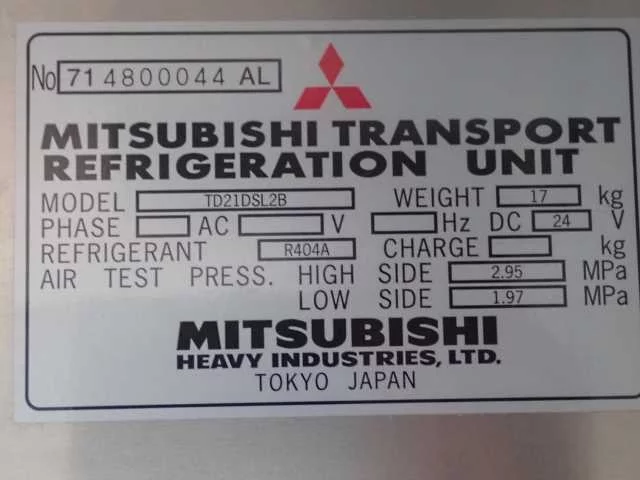 No 714800044 AL
MITSUBISHI TRANSPORT
REFRIGERATION UNIT
MODEL TD21DSL2B WEIGHT 17 kg
PHASE AC V Hz DC 24 V
REFRIGERANT R404A CHARGE kg
AIR TEST PRESS. HIGH SIDE 2.95 MPa
LOW SIDE 1.97 MPa
MITSUBISHI
HEAVY INDUSTRIES, LTD.
TOKYO JAPAN